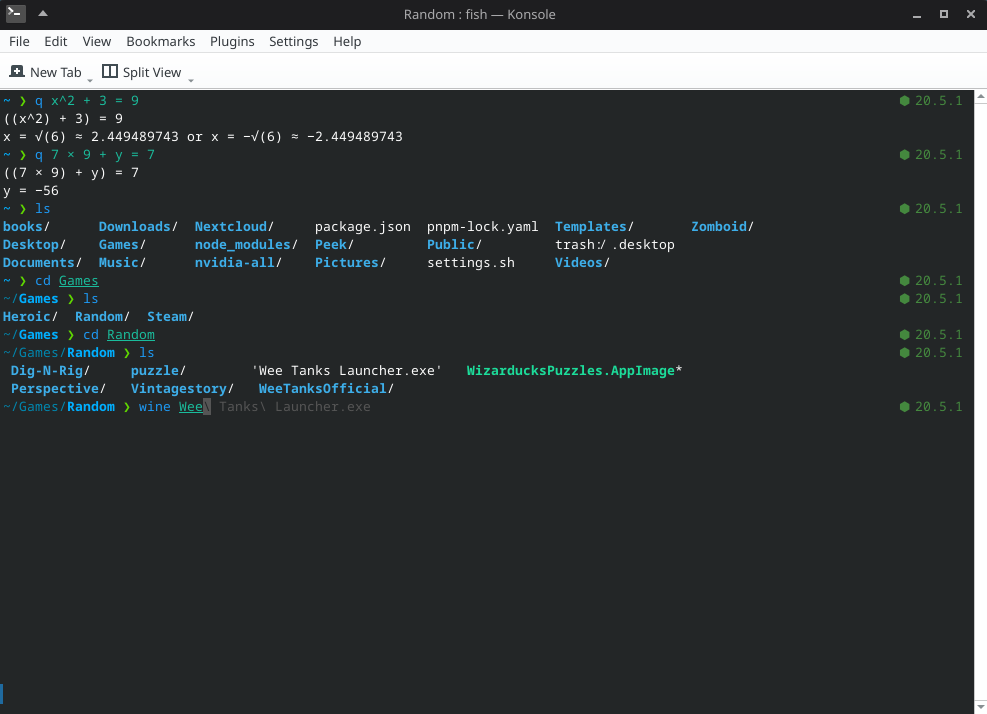 Random : fish — Konsole
File Edit View Bookmarks Plugins Settings Help
New Tab Split View
~ ❯ q x^2 + 3 = 9 20.5.1
((x^2) + 3) = 9
x = √(6) ≈ 2.449489743 or x = −√(6) ≈ −2.449489743
~ ❯ q 7 × 9 + y = 7 20.5.1
((7 × 9) + y) = 7
y = −56
~ ❯ ls 20.5.1
books/ Downloads/ Nextcloud/ package.json pnpm-lock.yaml Templates/ Zomboid/
Desktop/ Games/ node_modules/ Peek/ Public/ trash:⁄.desktop
Documents/ Music/ nvidia-all/ Pictures/ settings.sh Videos/
~ ❯ cd Games 20.5.1
~/Games ❯ ls 20.5.1
Heroic/ Random/ Steam/
~/Games ❯ cd Random 20.5.1
~/Games/Random ❯ ls 20.5.1
Dig-N-Rig/ puzzle/ 'Wee Tanks Launcher.exe' WizarducksPuzzles.AppImage*
Perspective/ Vintagestory/ WeeTanksOfficial/
~/Games/Random ❯ wine Wee\ Tanks\ Launcher.exe 20.5.1